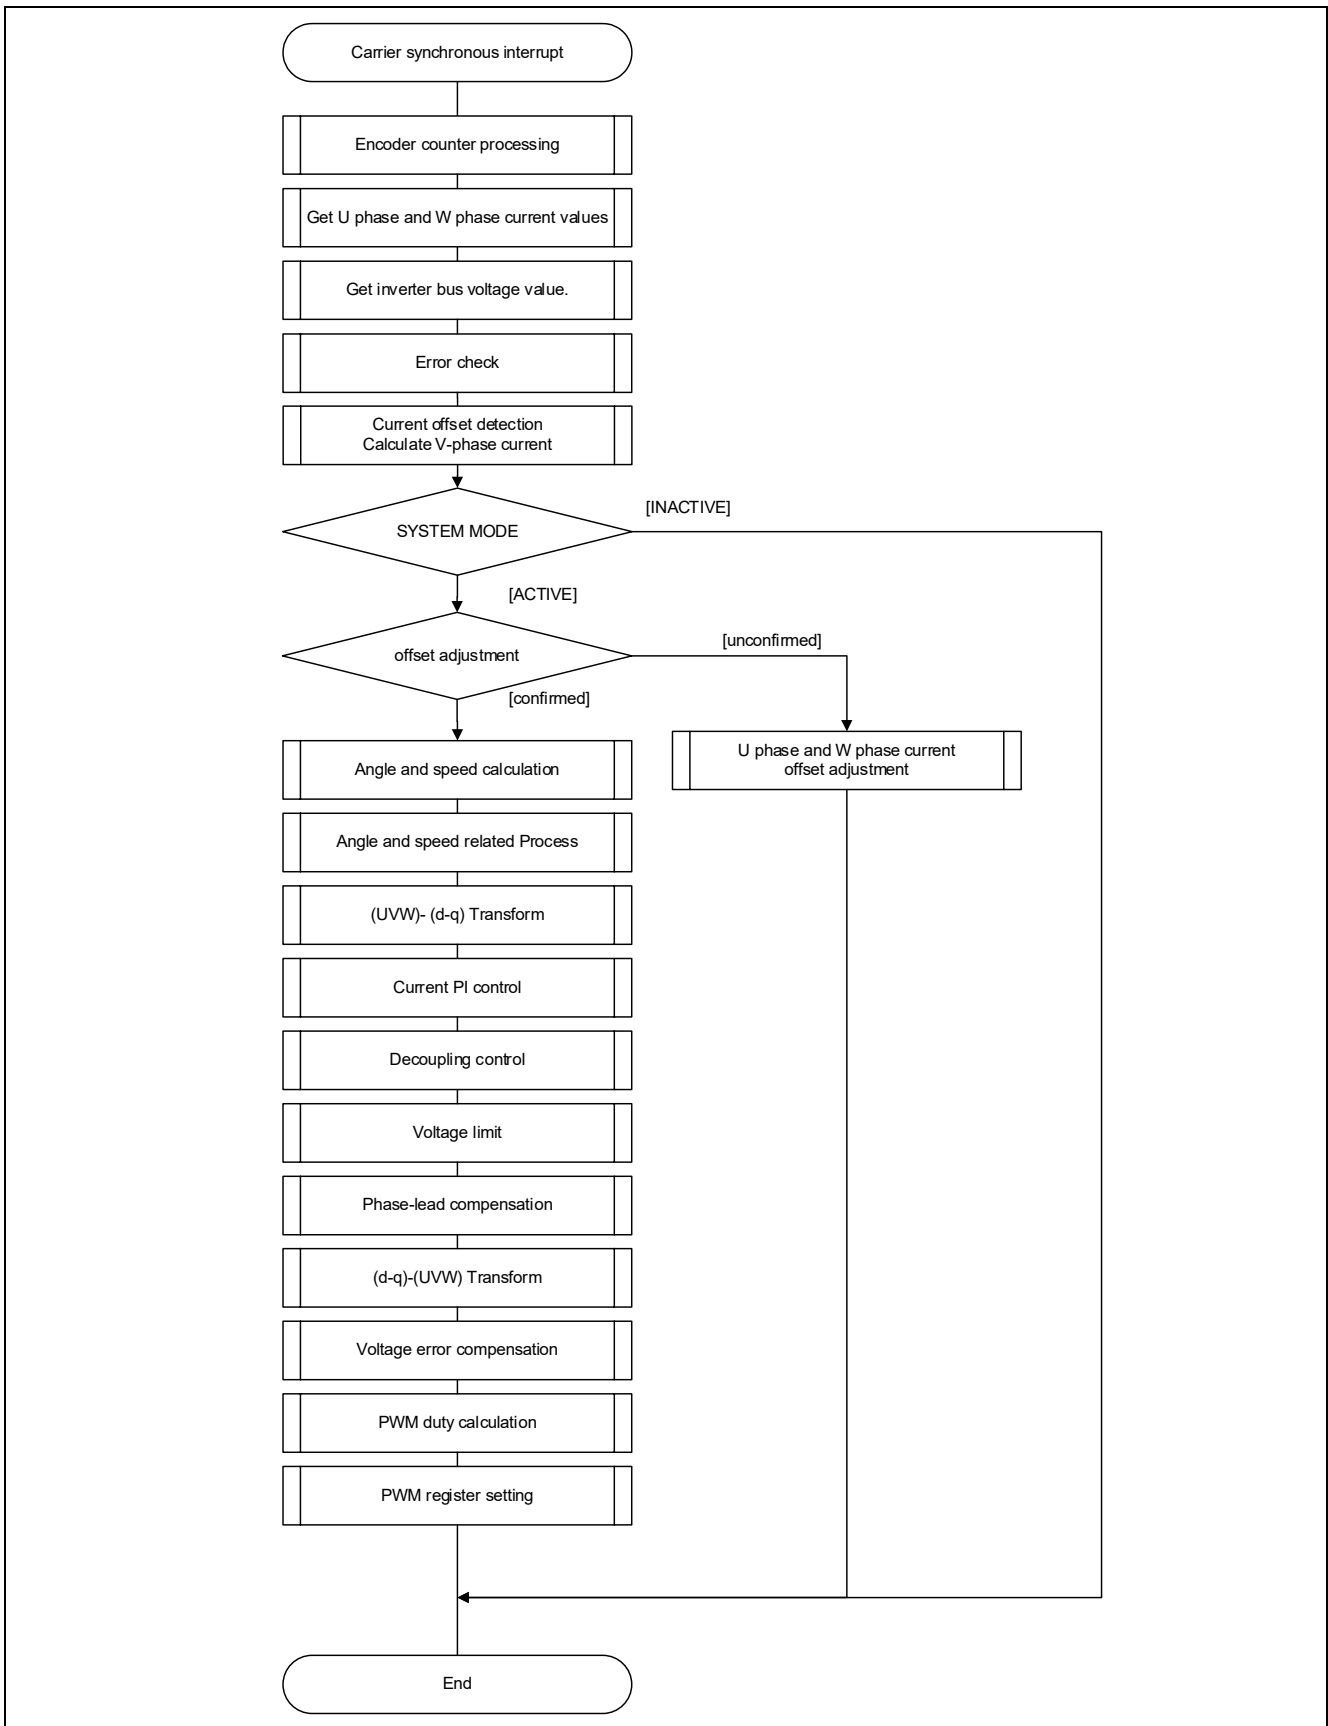 Carrier synchronous interrupt
Encoder counter processing
Get U phase and W phase current values
Get inverter bus voltage value.
Error check
Current offset detection
Calculate V-phase current
[INACTIVE]
SYSTEM MODE
[ACTIVE]
[unconfirmed]
offset adjustment
[confirmed]
U phase and W phase current
offset adjustment
Angle and speed calculation
Angle and speed related Process
(UVW)- (d-q) Transform
Current PI control
Decoupling control
Voltage limit
Phase-lead compensation
(d-q)-(UVW) Transform
Voltage error compensation
PWM duty calculation
PWM register setting
End